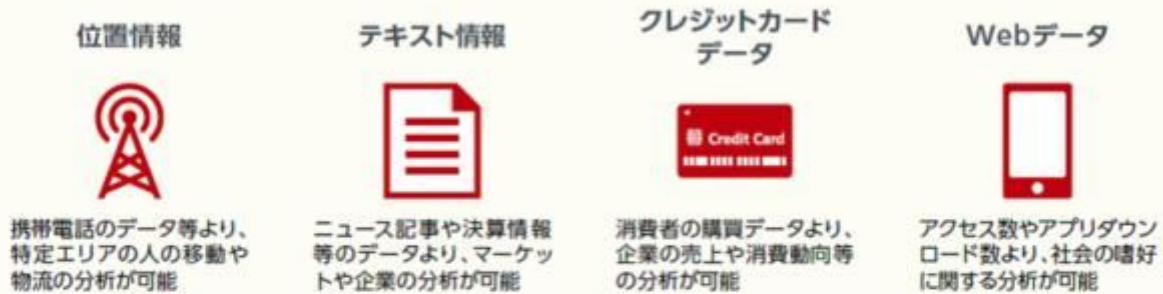 位置情報
携帯電話のデータ等より、
特定エリアの人の移動や
物流の分析が可能
テキスト情報
ニュース記事や決算情報
等のデータより、マーケッ
トや企業の分析が可能
クレジットカード
データ
Credit Card
消費者の購買データより、
企業の売上や消費動向等
の分析が可能
Webデータ
アクセス数やアプリダウン
ロード数より、社会の嗜好
に関する分析が可能